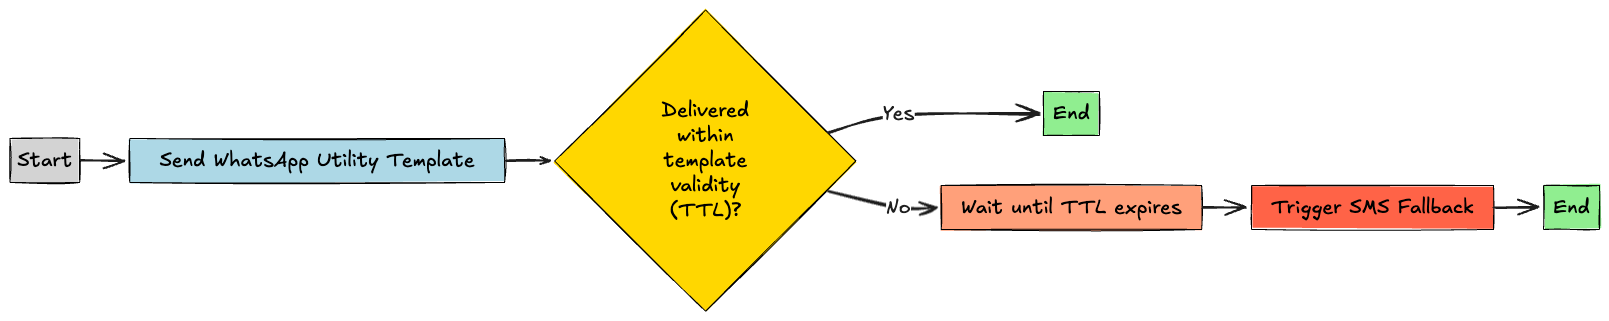 Start
Send WhatsApp Utility Template
Delivered
within
template
validity
(TTL)?
Yes
End
No
Wait until TTL expires
Trigger SMS Fallback
End